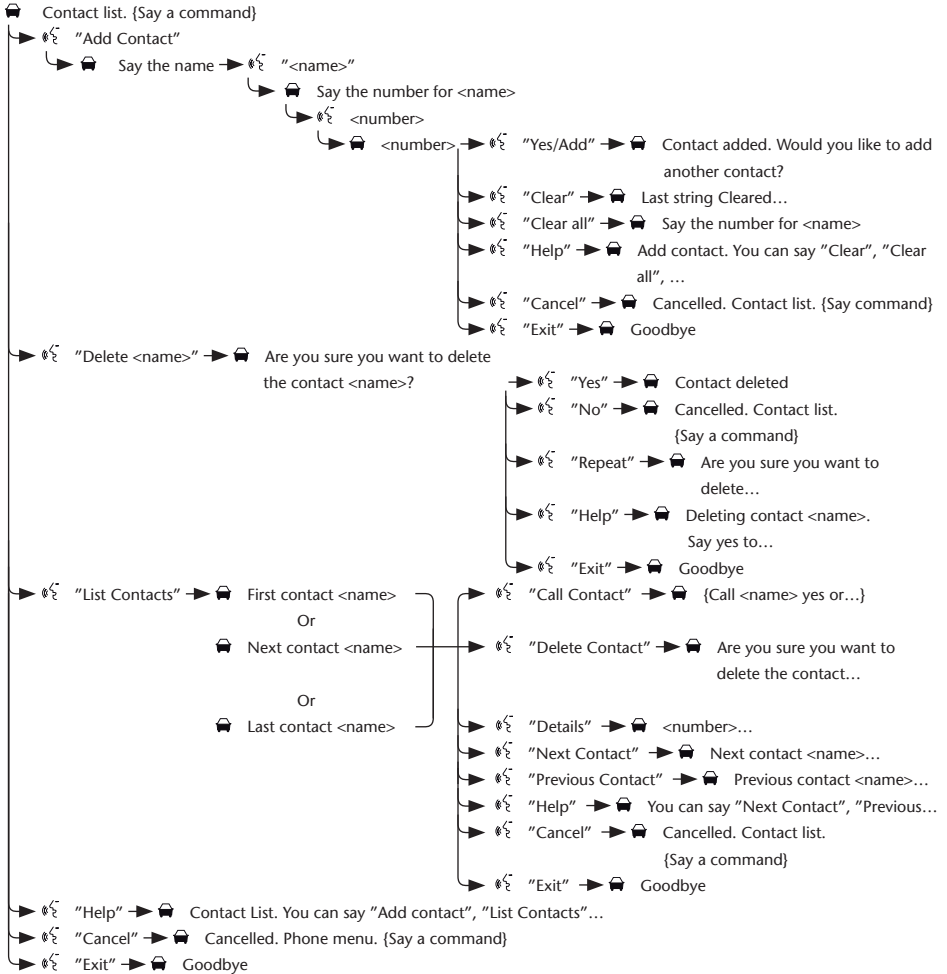 Contact list. {Say a command}
"Add Contact"
Say the name "<name>"
Say the number for <name>
<number>
<number> "Yes/Add" Contact added. Would you like to add
another contact?
"Clear" Last string Cleared…
"Clear all" Say the number for <name>
"Help" Add contact. You can say "Clear", "Clear
all", …
"Cancel" Cancelled. Contact list. {Say command}
"Exit" Goodbye
"Delete <name>" Are you sure you want to delete
the contact <name>?
"Yes" Contact deleted
"No" Cancelled. Contact list.
{Say a command}
"Repeat" Are you sure you want to
delete…
"Help" Deleting contact <name>.
Say yes to…
"Exit" Goodbye
"List Contacts" First contact <name> "Call Contact" {Call <name> yes or…}
Or
Next contact <name> "Delete Contact" Are you sure you want to
delete the contact…
Or
Last contact <name> "Details" <number>…
"Next Contact" Next contact <name>…
"Previous Contact" Previous contact <name>…
"Help" You can say "Next Contact", "Previous…
"Cancel" Cancelled. Contact list.
{Say a command}
"Exit" Goodbye
"Help" Contact List. You can say "Add contact", "List Contacts"…
"Cancel" Cancelled. Phone menu. {Say a command}
"Exit" Goodbye